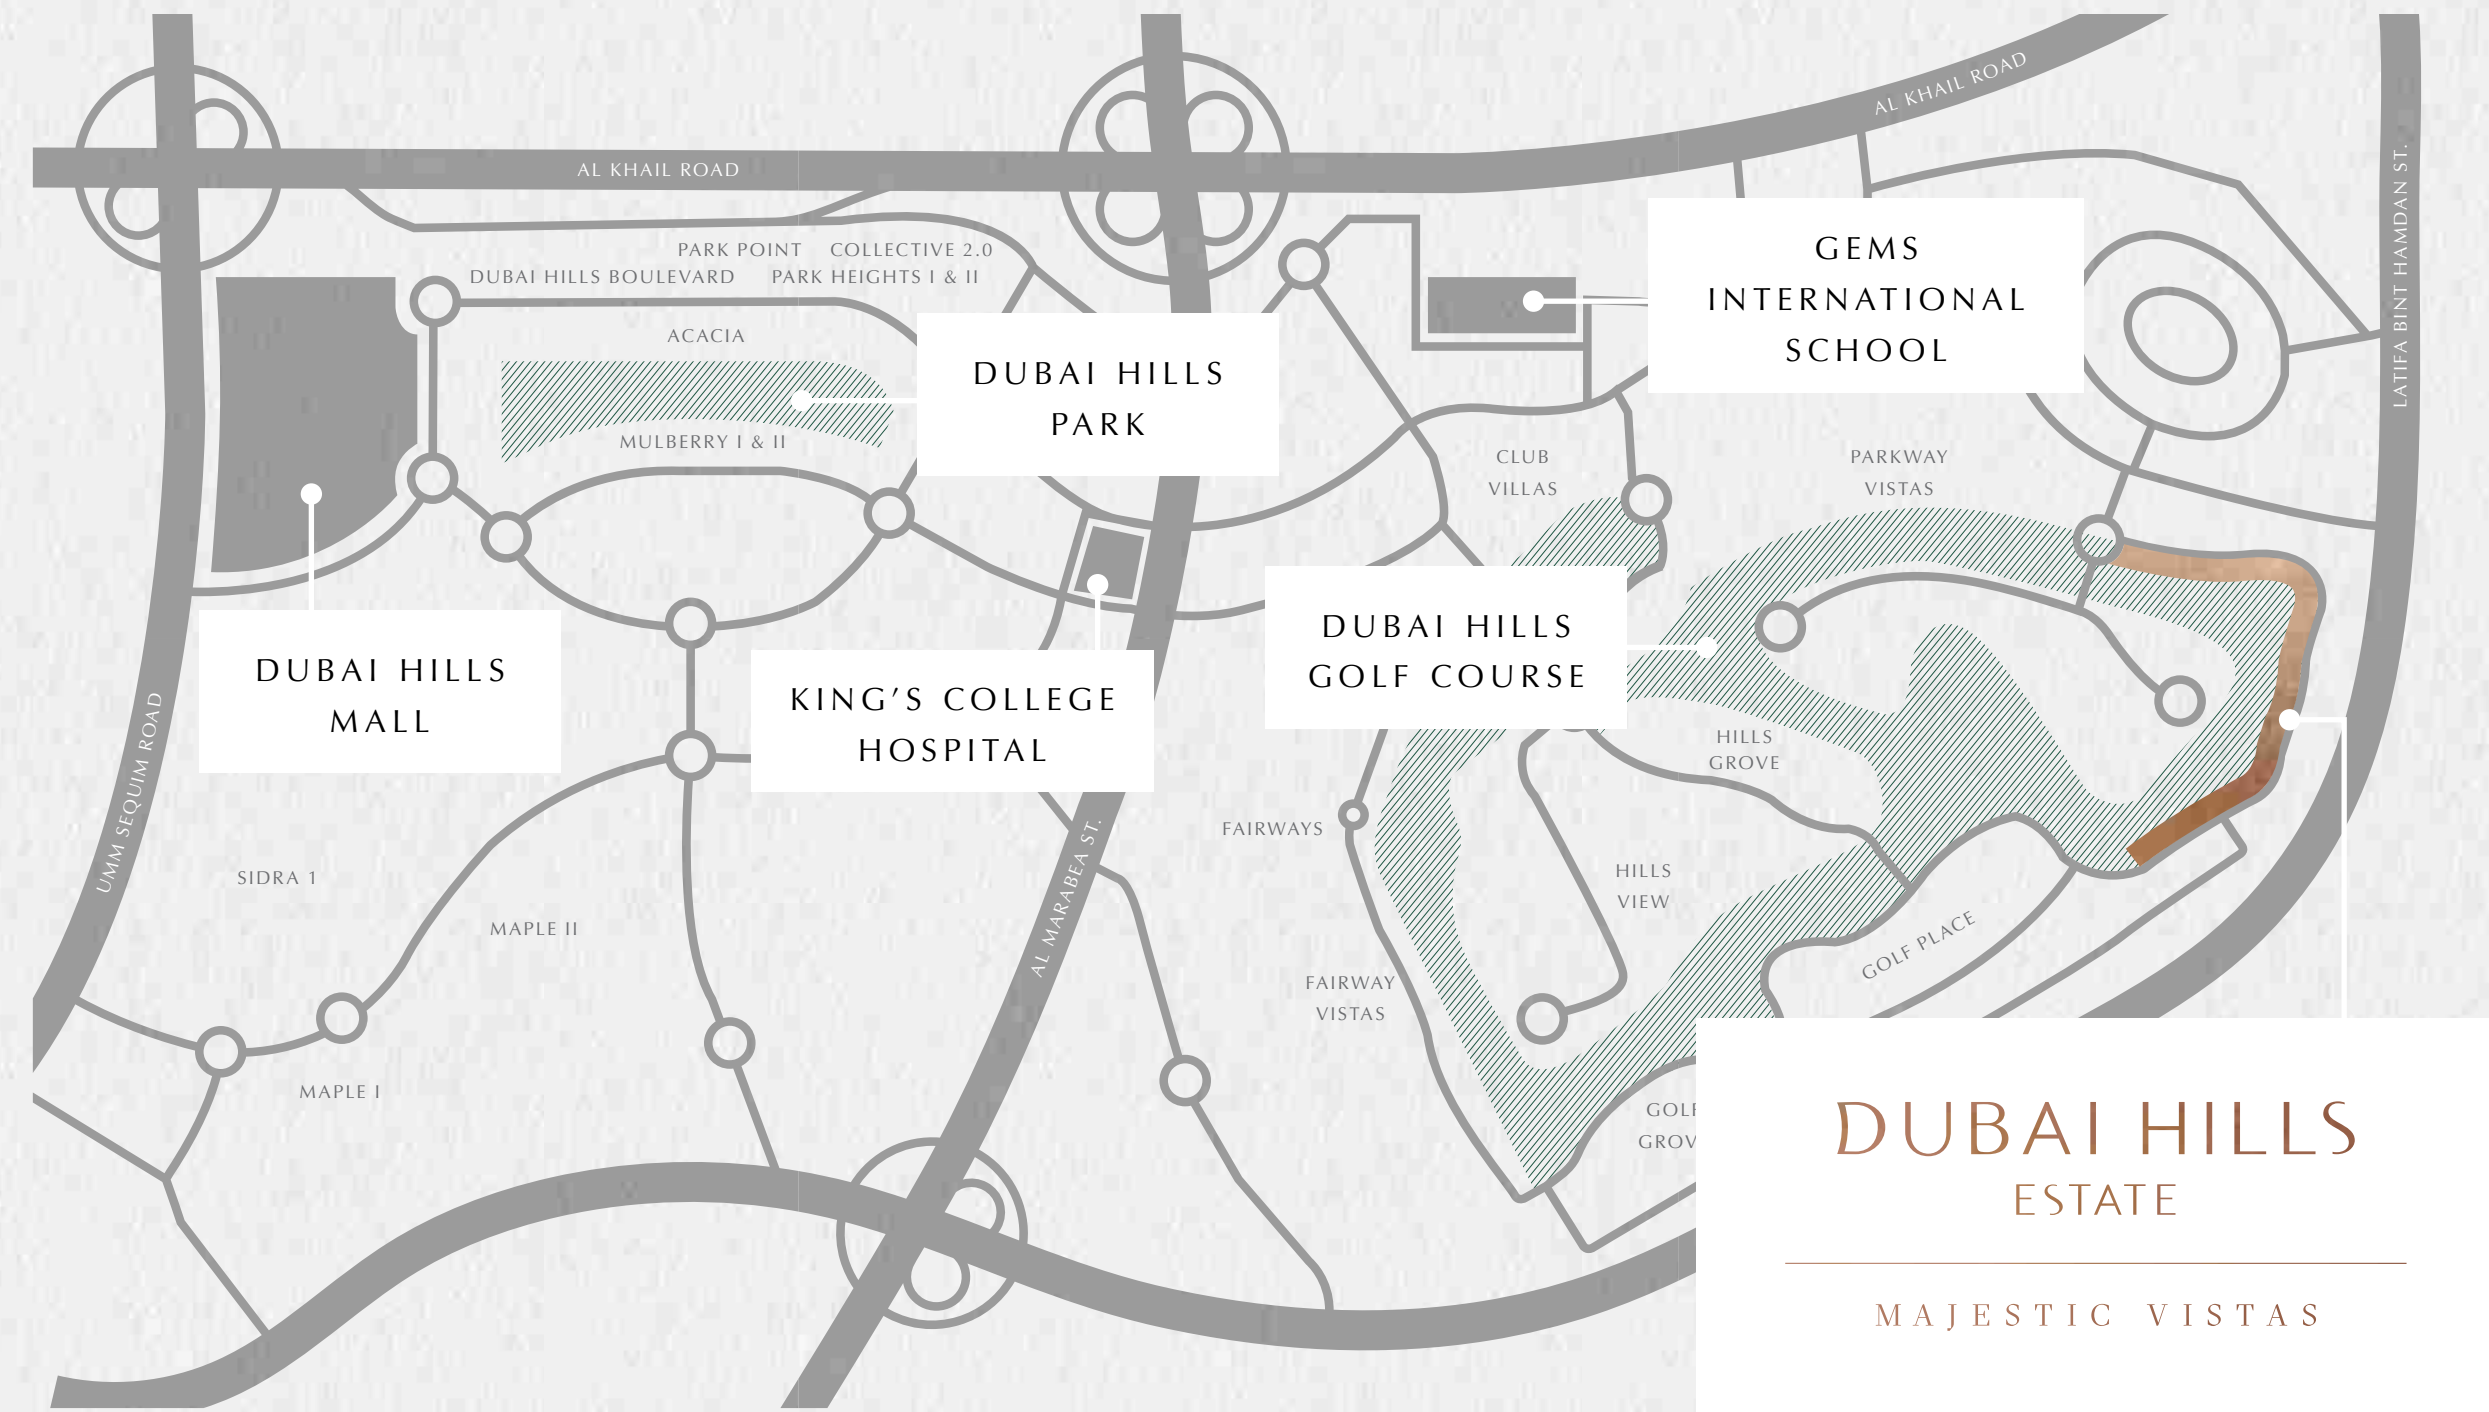 AL KHAIL ROAD
AL KHAIL ROAD
LATIFA BINT HAMDAN ST.
PARK POINT COLLECTIVE 2.0
DUBAI HILLS BOULEVARD PARK HEIGHTS I & II
ACACIA
MULBERRY I & II
DUBAI HILLS
PARK
GEMS
INTERNATIONAL
SCHOOL
CLUB
VILLAS
PARKWAY
VISTAS
DUBAI HILLS
MALL
KING'S COLLEGE
HOSPITAL
DUBAI HILLS
GOLF COURSE
UMM SEQUIM ROAD
HILLS
GROVE
FAIRWAYS
SIDRA 1
MAPLE II
AL MARABEA ST.
HILLS
VIEW
GOLF PLACE
FAIRWAY
VISTAS
MAPLE I
GOLF
GROV
DUBAI HILLS
ESTATE
MAJESTIC VISTAS